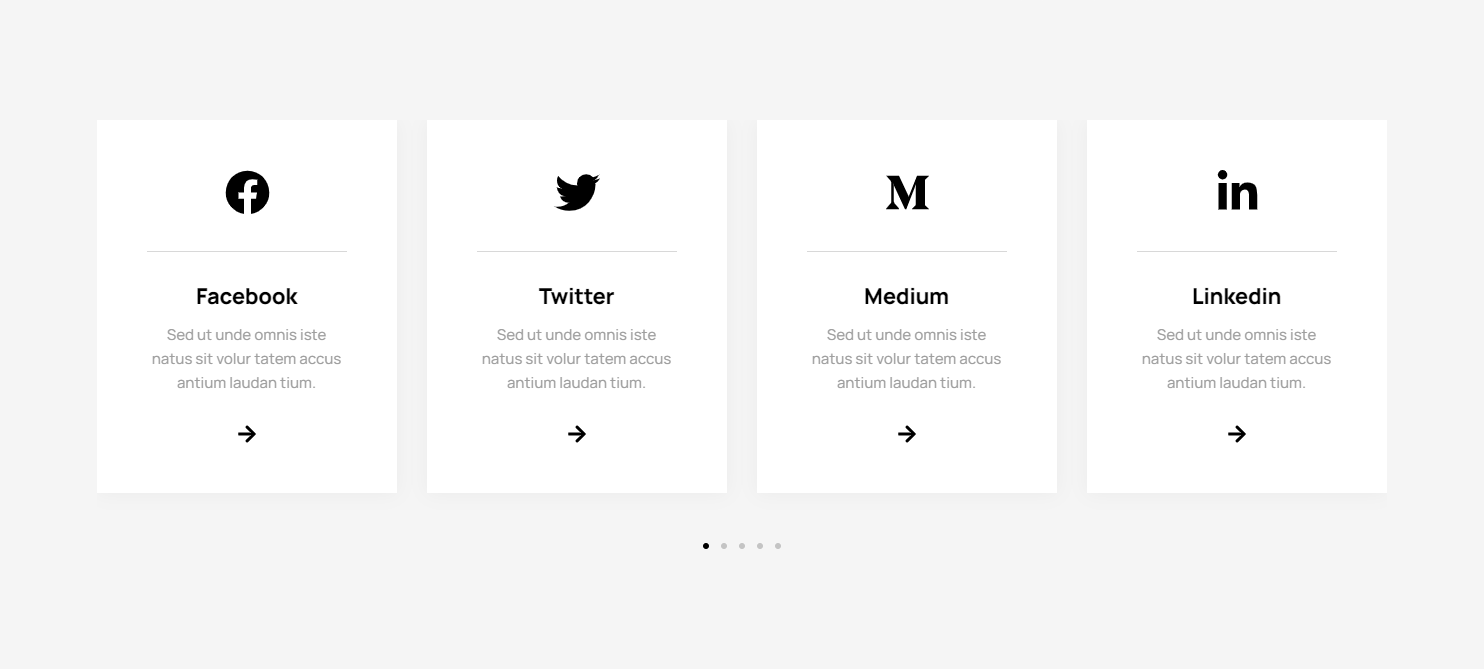 Facebook
Sed ut unde omnis iste
natus sit volur tatem accus
antium laudan tium.
Twitter
Sed ut unde omnis iste
natus sit volur tatem accus
antium laudan tium.
Medium
Sed ut unde omnis iste
natus sit volur tatem accus
antium laudan tium.
Linkedin
Sed ut unde omnis iste
natus sit volur tatem accus
antium laudan tium.